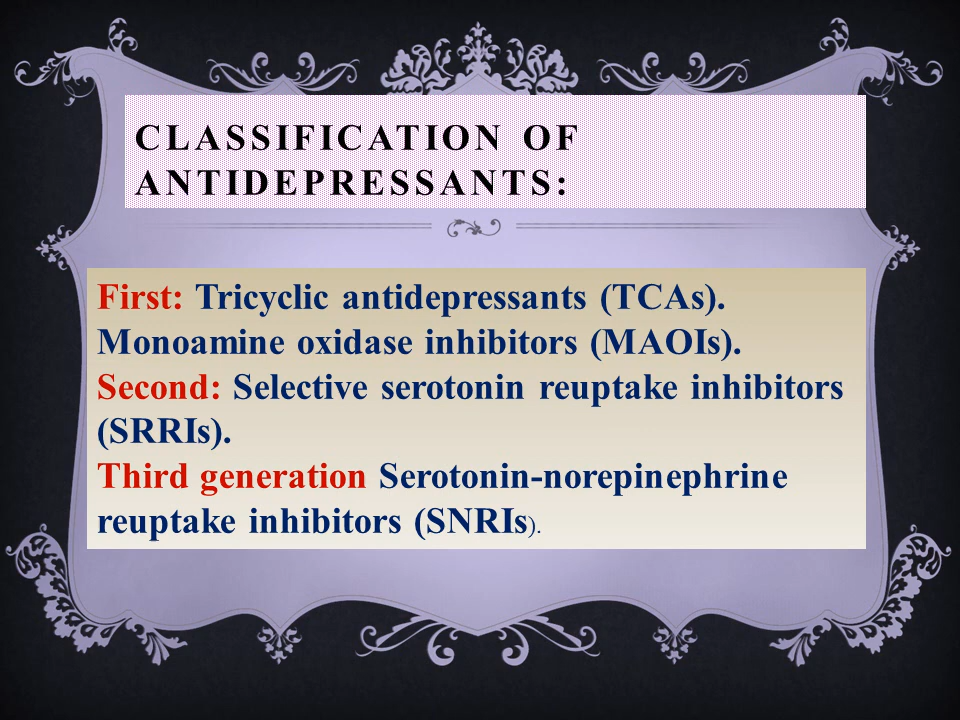 CLASSIFICATION OF
ANTIDEPRESSANTS:
First: Tricyclic antidepressants (TCAs).
Monoamine oxidase inhibitors (MAOIs).
Second: Selective serotonin reuptake inhibitors
(SRRIs).
Third generation Serotonin-norepinephrine
reuptake inhibitors (SNRIs).